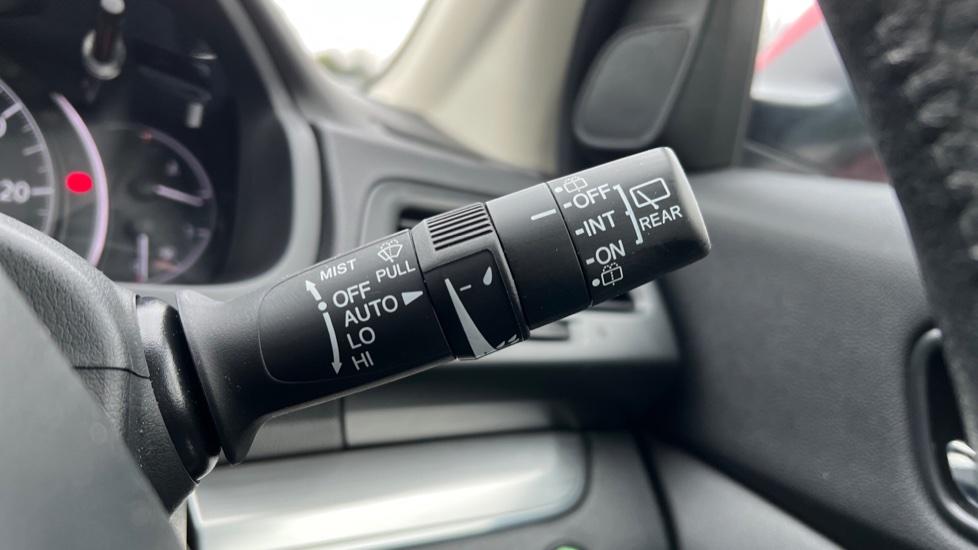 20
MIST
PULL
OFF
AUTO
LO
HI
-OFF
-INT
-ON
REAR